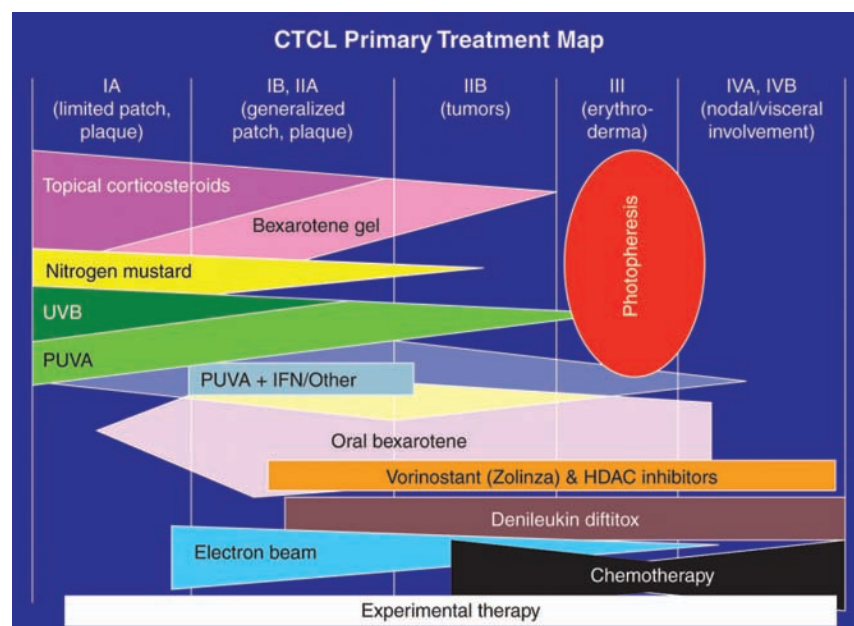 CTCL Primary Treatment Map
IA
(limited patch,
plaque)
IB, IIA
(generalized
patch, plaque)
IIB
(tumors)
III
(erythro-
derma)
IVA, IVB
(nodal/visceral
involvement)
Topical corticosteroids
Bexarotene gel
Photopheresis
Nitrogen mustard
UVB
PUVA
PUVA + IFN/Other
Oral bexarotene
Vorinostant (Zolinza) & HDAC inhibitors
Denileukin diftitox
Electron beam
Chemotherapy
Experimental therapy